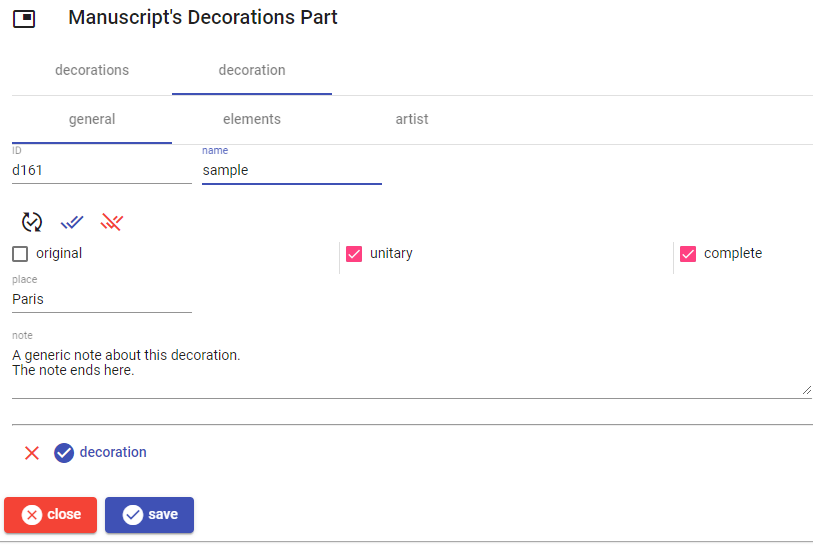 Manuscript's Decorations Part
decorations decoration
general elements artist
ID name
d161 sample
original unitary complete
place
Paris
note
A generic note about this decoration.
The note ends here.
decoration
close save